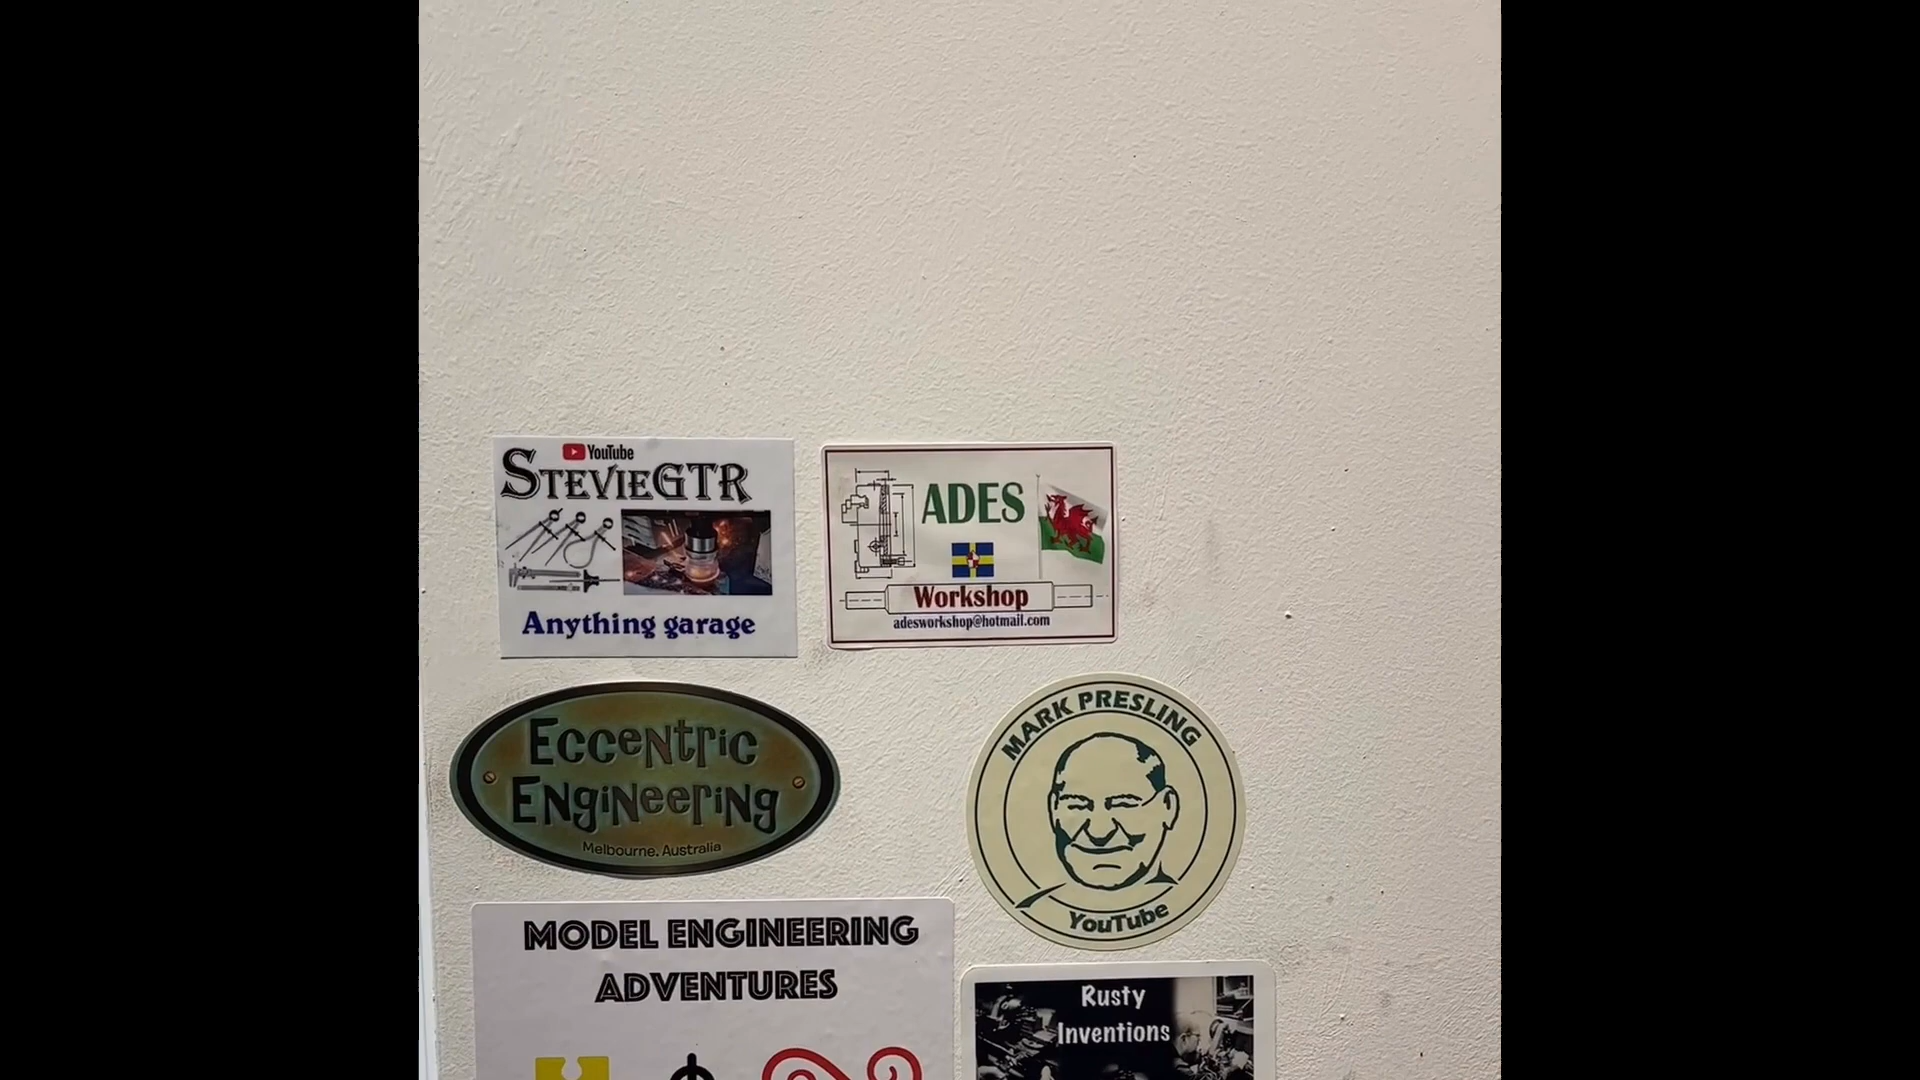 YouTube
StevieGTR
Anything garage
ADES
Workshop
adesworkshop@hotmail.com
Eccentric
Engineering
Melbourne, Australia
MARK PRESLING
YouTube
MODEL ENGINEERING
ADVENTURES
Rusty
Inventions